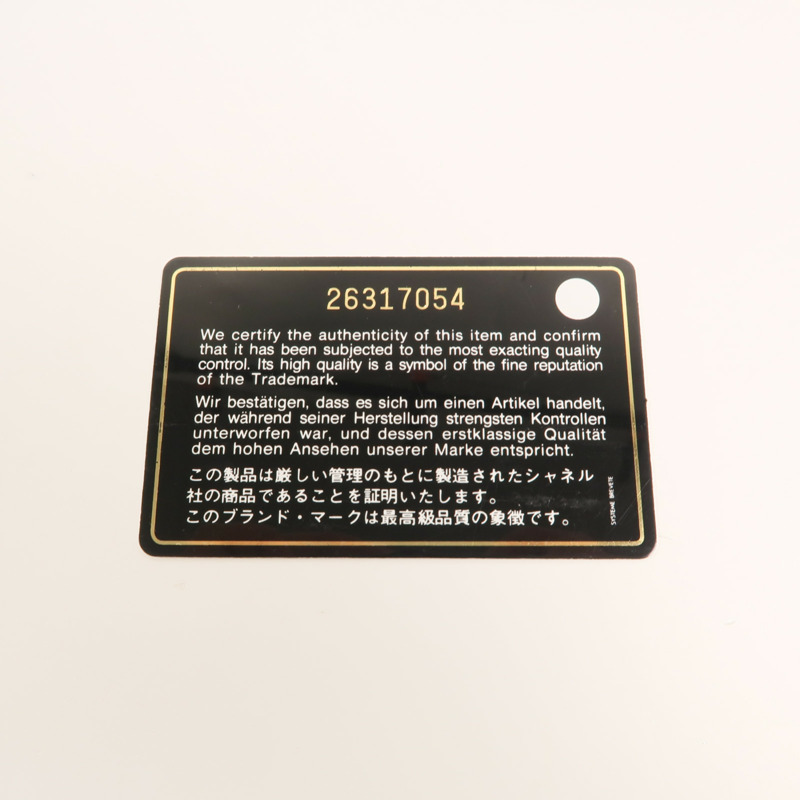 26317054
We certify the authenticity of this item and confirm
that it has been subjected to the most exacting quality
control. Its high quality is a symbol of the fine reputation
of the Trademark.
Wir bestätigen, dass es sich um einen Artikel handelt,
der während seiner Herstellung strengsten Kontrollen
unterworfen war, und dessen erstklassige Qualität
dem hohen Ansehen unserer Marke entspricht.
この製品は厳しい管理のもとに製造されたシャネル
社の商品であることを証明いたします。
このブランド・マークは最高級品質の象徴です。
SYSTEME BREVETE